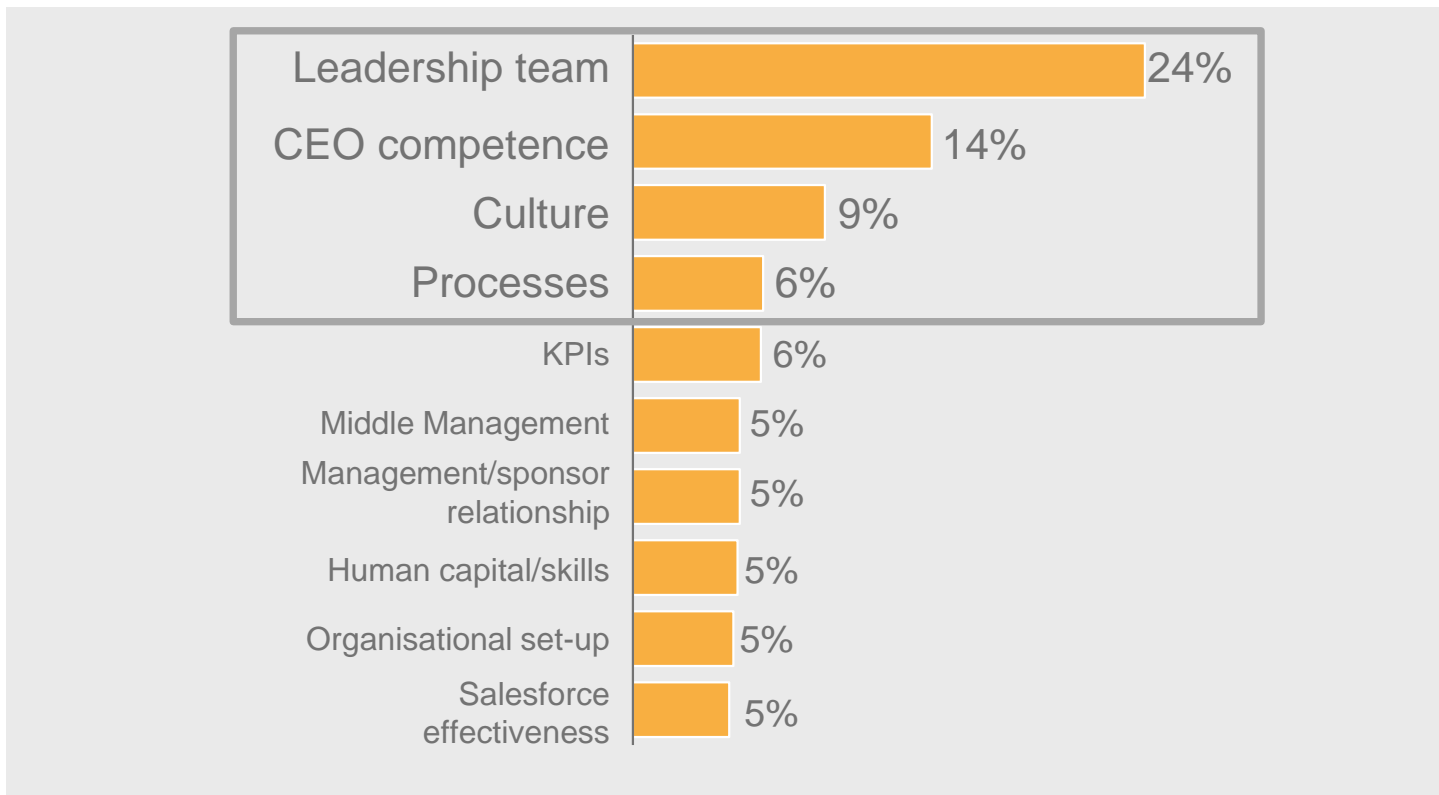 Leadership team 24%
CEO competence 14%
Culture 9%
Processes 6%
KPIs 6%
Middle Management 5%
Management/sponsor
relationship 5%
Human capital/skills 5%
Organisational set-up 5%
Salesforce
effectiveness 5%